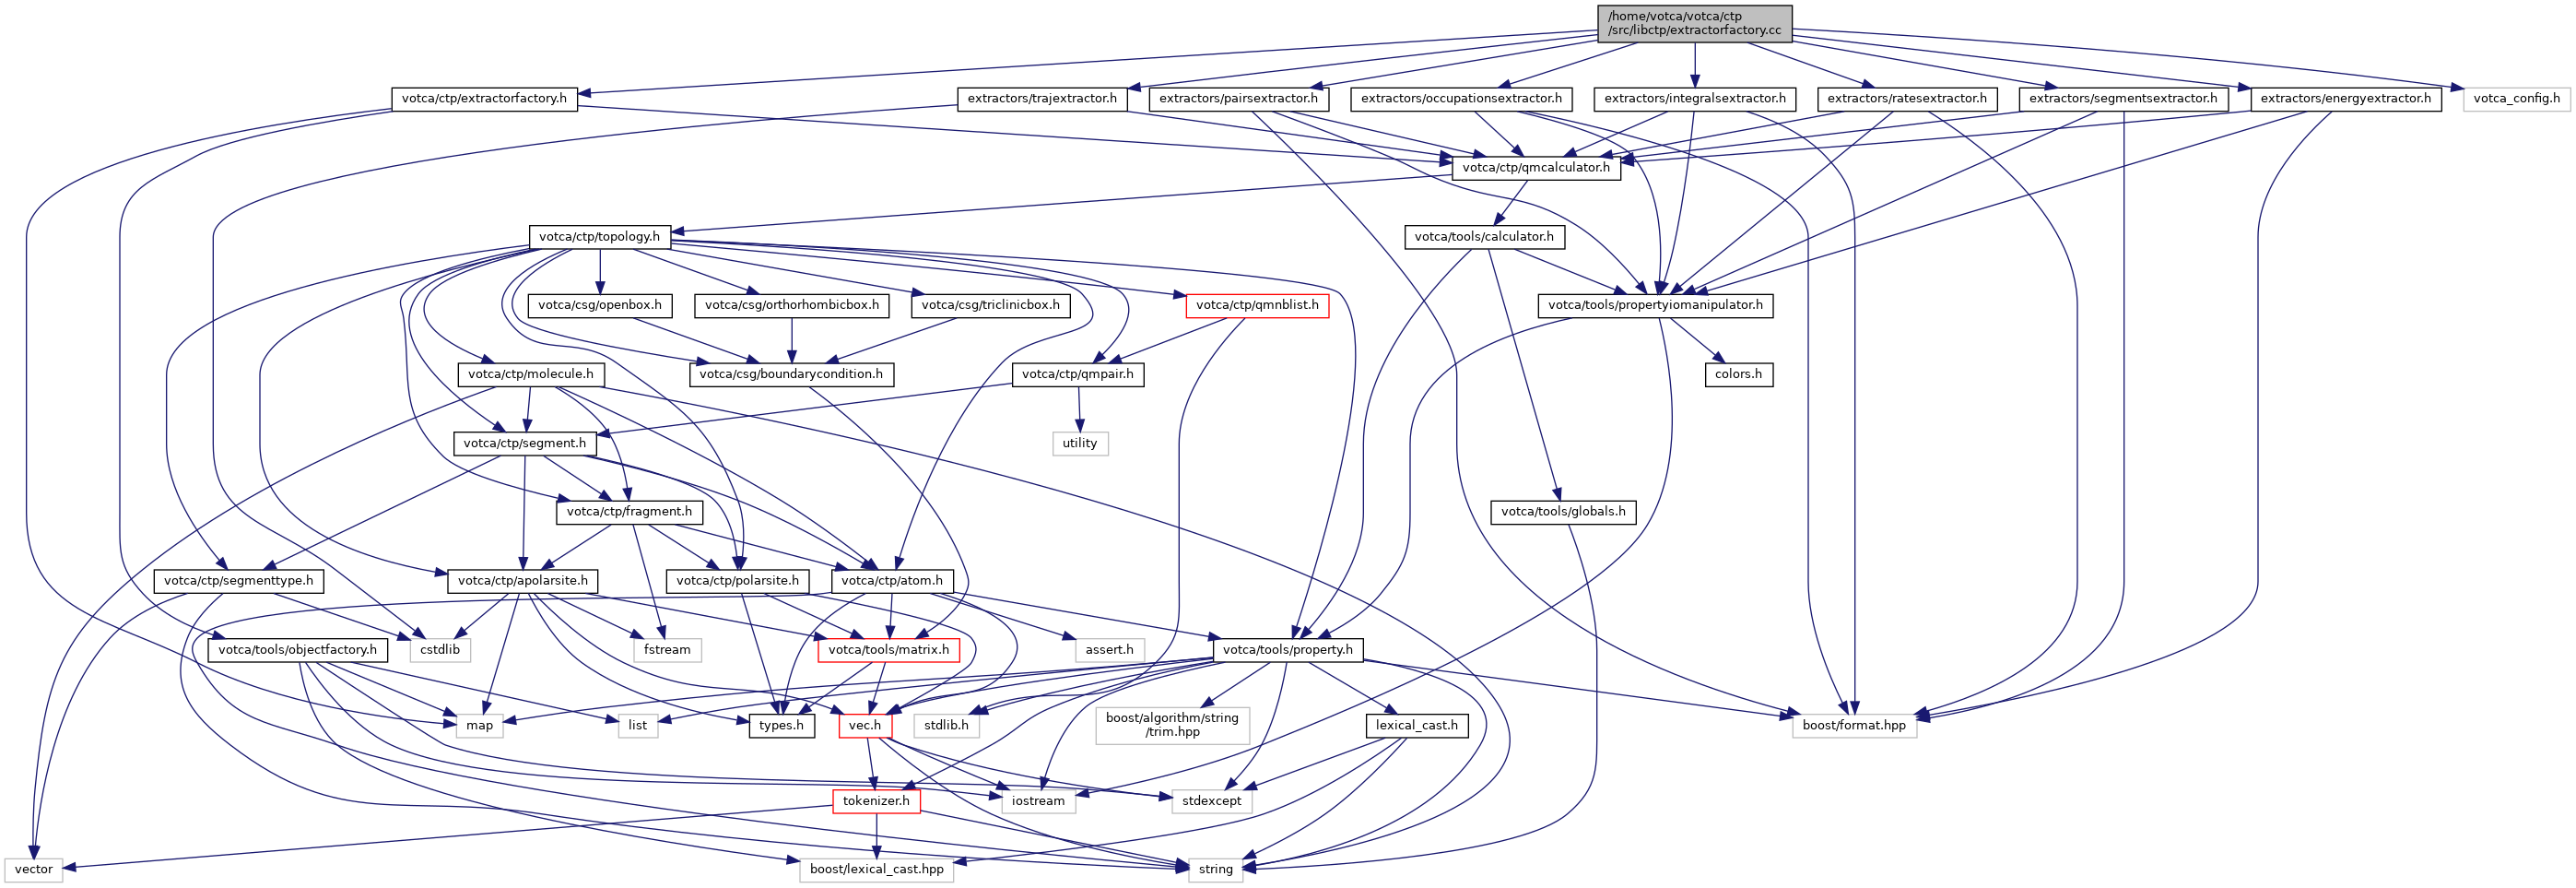 /home/votca/votca/ctp
/src/libctp/extractorfactory.cc
votca/ctp/extractorfactory.h
extractors/trajextractor.h
extractors/pairsextractor.h
extractors/occupationsextractor.h
extractors/integralsextractor.h
extractors/ratesextractor.h
extractors/segmentsextractor.h
extractors/energyextractor.h
votca_config.h
votca/ctp/qmcalculator.h
votca/ctp/topology.h
votca/tools/calculator.h
votca/csg/openbox.h
votca/csg/orthorhombicbox.h
votca/csg/triclinicbox.h
votca/ctp/qmnblist.h
votca/tools/propertyiomanipulator.h
votca/ctp/molecule.h
votca/csg/boundarycondition.h
votca/ctp/qmpair.h
colors.h
votca/ctp/segment.h
utility
votca/ctp/fragment.h
votca/tools/globals.h
votca/ctp/segmenttype.h
votca/ctp/apolarsite.h
votca/ctp/polarsite.h
votca/ctp/atom.h
votca/tools/objectfactory.h
cstdlib
fstream
votca/tools/matrix.h
assert.h
votca/tools/property.h
map
list
types.h
vec.h
stdlib.h
boost/algorithm/string
/trim.hpp
lexical_cast.h
boost/format.hpp
tokenizer.h
iostream
stdexcept
vector
boost/lexical_cast.hpp
string